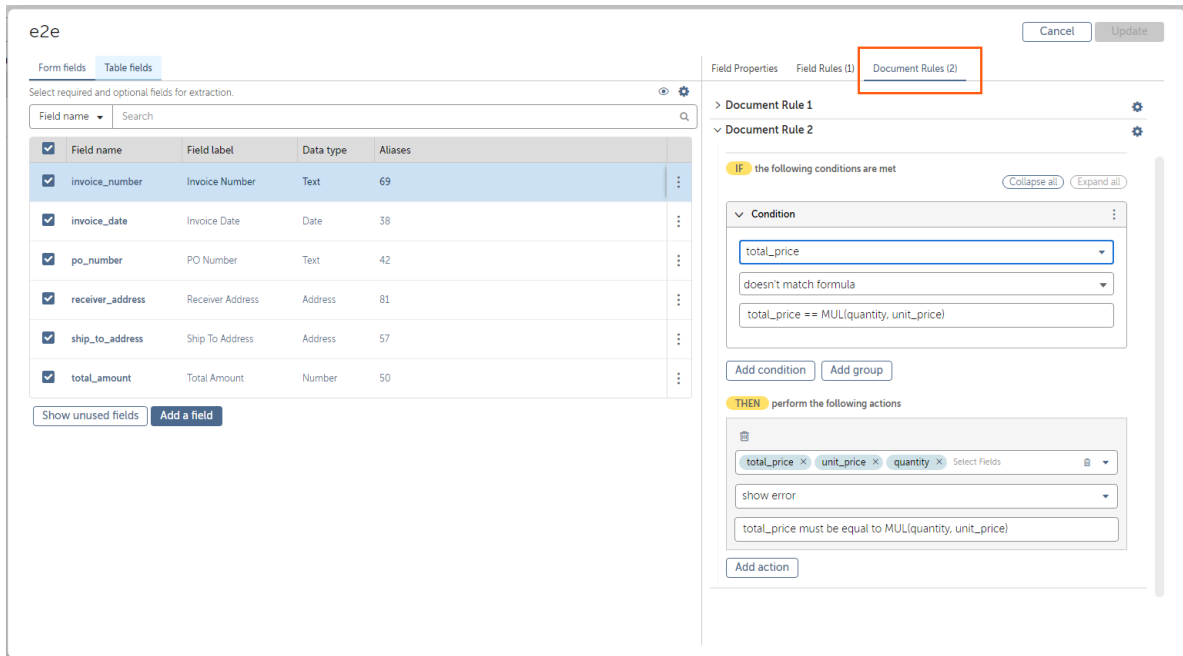 e2e
Cancel Update
Form fields Table fields
Select required and optional fields for extraction.
Field name Search
Field name Field label Data type Aliases
invoice_number Invoice Number Text 69
invoice_date Invoice Date Date 38
po_number PO Number Text 42
receiver_address Receiver Address Address 81
ship_to_address Ship To Address Address 57
total_amount Total Amount Number 50
Show unused fields Add a field
Field Properties Field Rules (1) Document Rules (2)
Document Rule 1
Document Rule 2
IF the following conditions are met
Collapse all Expand all
Condition
total_price
doesn't match formula
total_price == MUL(quantity, unit_price)
Add condition Add group
THEN perform the following actions
total_price × unit_price × quantity × Select Fields
show error
total_price must be equal to MUL(quantity, unit_price)
Add action